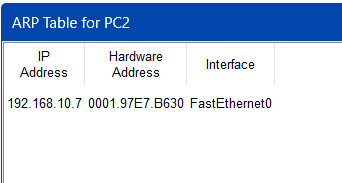 ARP Table for PC2
IP Address Hardware Address Interface
192.168.10.7 0001.97E7.B630 FastEthernet0